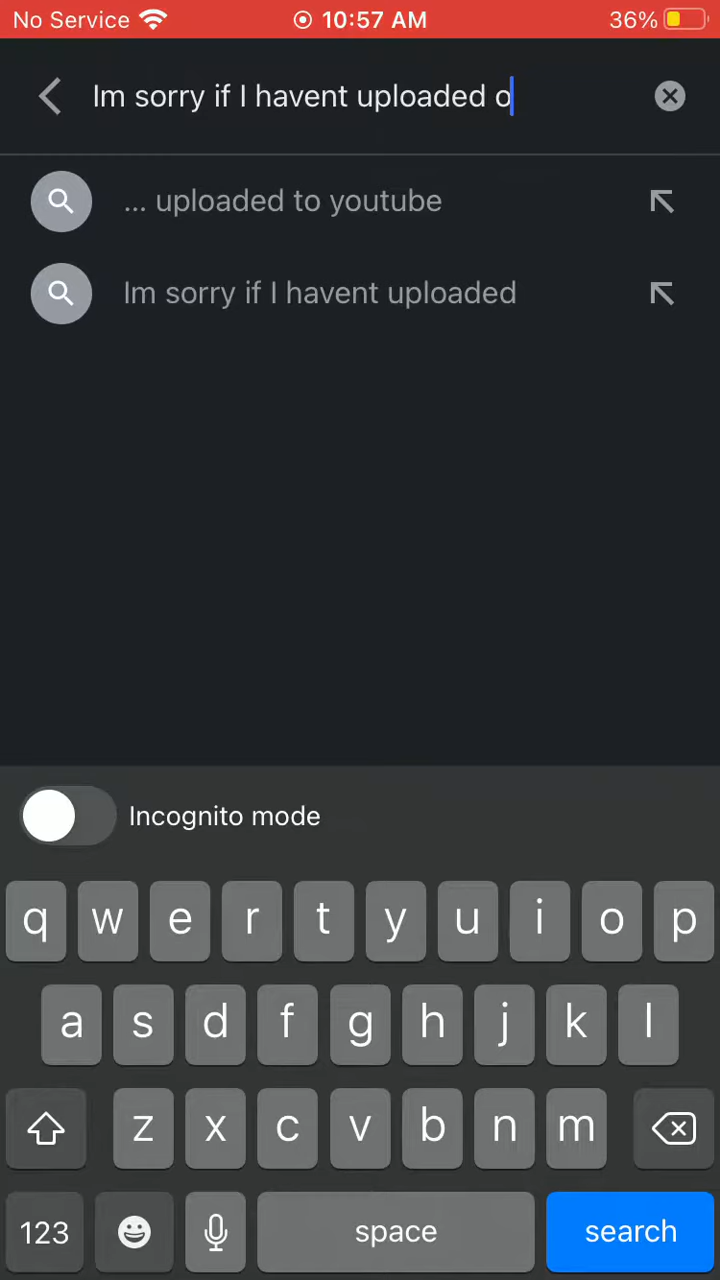 No Service 10:57 AM 36%
Im sorry if I havent uploaded o
... uploaded to youtube
Im sorry if I havent uploaded
Incognito mode
q w e r t y u i o p
a s d f g h j k l
z x c v b n m
123 space search